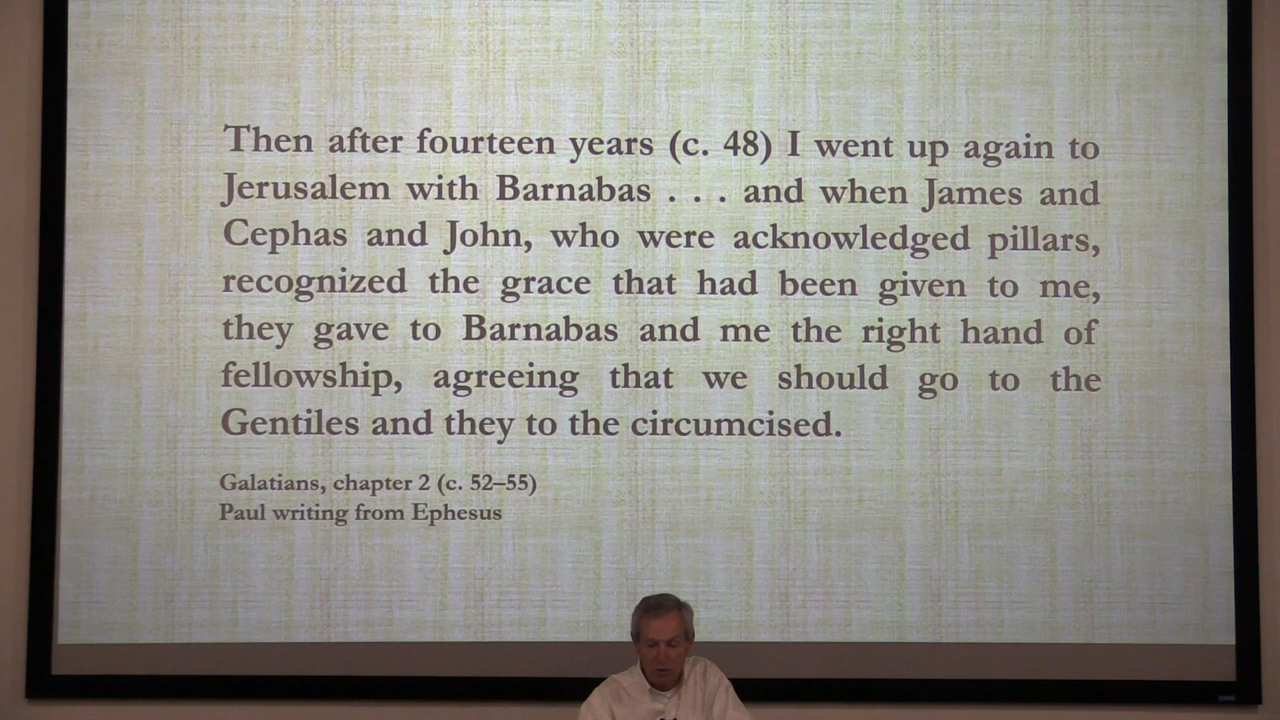 Then after fourteen years (c. 48) I went up again to
Jerusalem with Barnabas . . . and when James and
Cephas and John, who were acknowledged pillars,
recognized the grace that had been given to me,
they gave to Barnabas and me the right hand of
fellowship, agreeing that we should go to the
Gentiles and they to the circumcised.
Galatians, chapter 2 (c. 52–55)
Paul writing from Ephesus